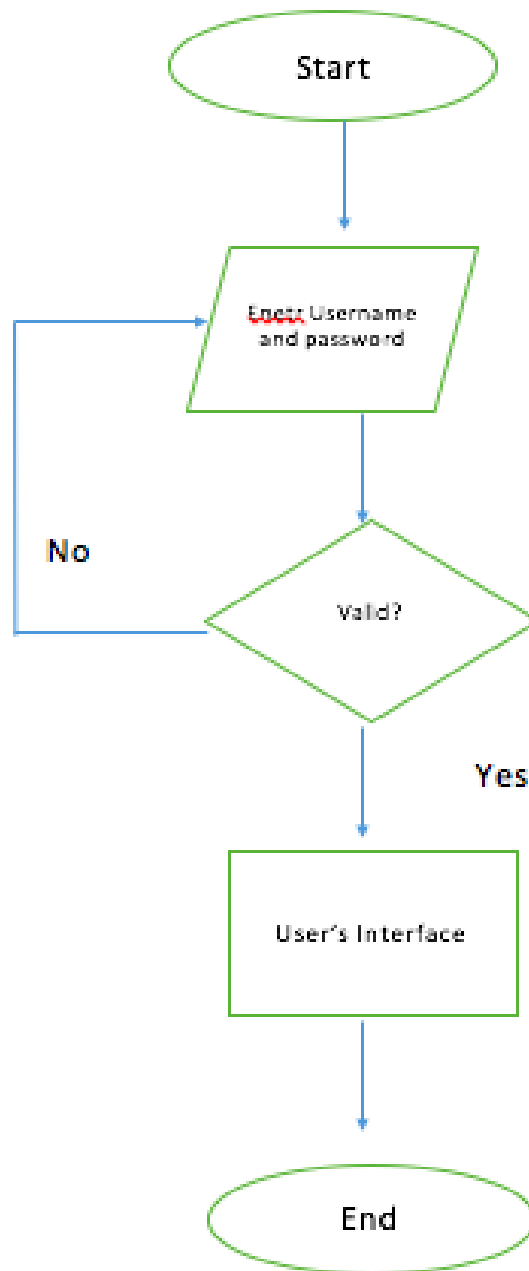 Start
Enetr Username
and password
No
Valid?
Yes
User's Interface
End